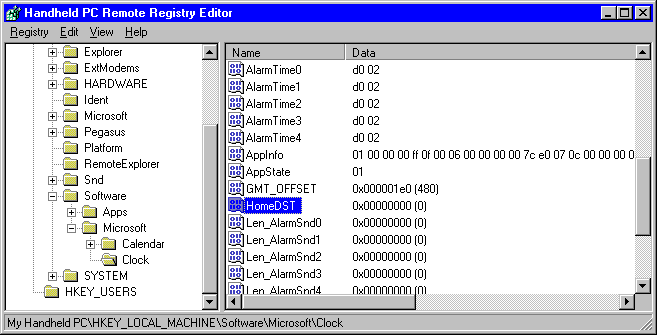 Handheld PC Remote Registry Editor
Registry Edit View Help
Explorer
ExtModems
HARDWARE
Ident
Microsoft
Pegasus
Platform
RemoteExplorer
Snd
Software
Apps
Microsoft
Calendar
Clock
SYSTEM
HKEY_USERS
Name Data
AlarmTime0 d0 02
AlarmTime1 d0 02
AlarmTime2 d0 02
AlarmTime3 d0 02
AlarmTime4 d0 02
AppInfo 01 00 00 00 ff 0f 00 06 00 00 00 00 7c e0 07 0c 00 00 00 0
AppState 01
GMT_OFFSET 0x000001e0 (480)
HomeDST 0x00000000 (0)
Len_AlarmSnd0 0x00000000 (0)
Len_AlarmSnd1 0x00000000 (0)
Len_AlarmSnd2 0x00000000 (0)
Len_AlarmSnd3 0x00000000 (0)
Len_AlarmSnd4 0x00000000 (0)
My Handheld PC\HKEY_LOCAL_MACHINE\Software\Microsoft\Clock